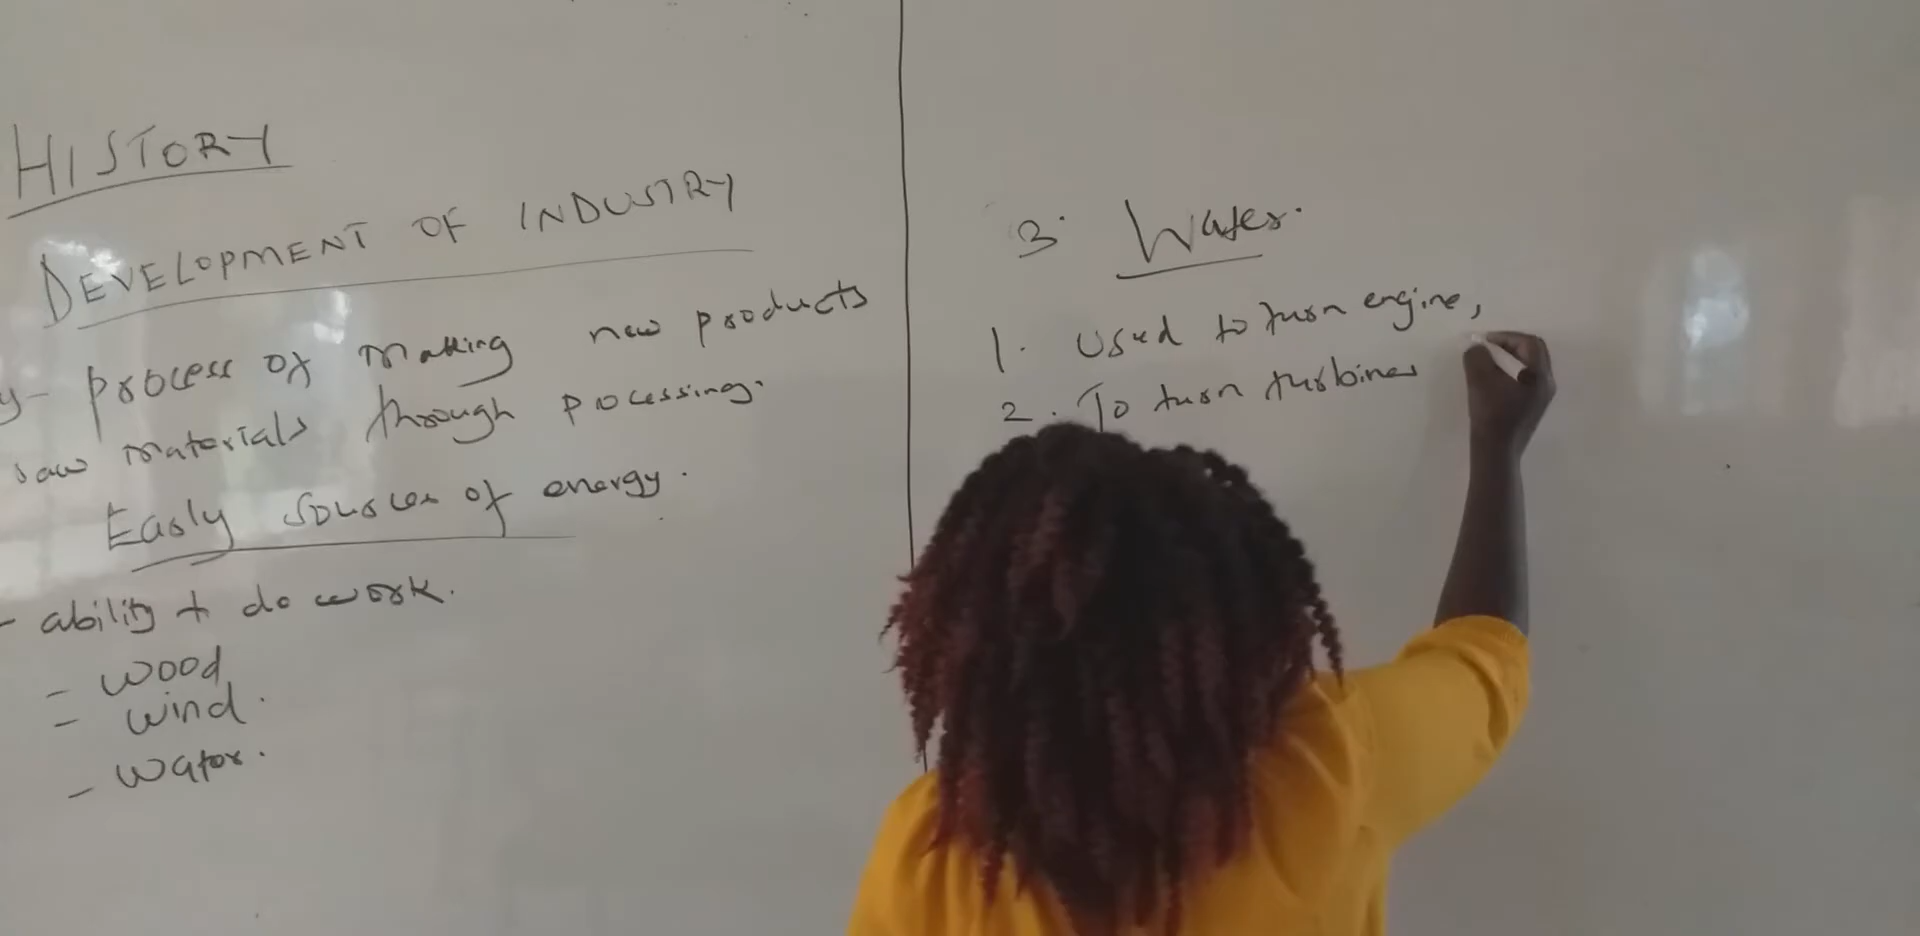 HISTORY
DEVELOPMENT OF INDUSTRY
y- process of making new products
raw materials through processing.
Early sources of energy.
- ability to do work.
- wood
- wind.
- water.
3. Water.
1. Used to turn engine,
2. To turn turbines